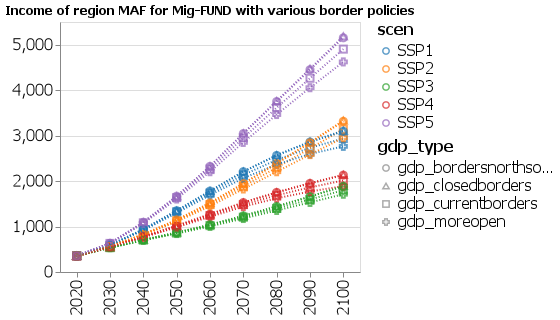 Income of region MAF for Mig-FUND with various border policies
5,000
4,000
3,000
2,000
1,000
0
2020
2030
2040
2050
2060
2070
2080
2090
2100
scen
SSP1
SSP2
SSP3
SSP4
SSP5
gdp_type
gdp_bordersnorthso...
gdp_closedborders
gdp_currentborders
gdp_moreopen